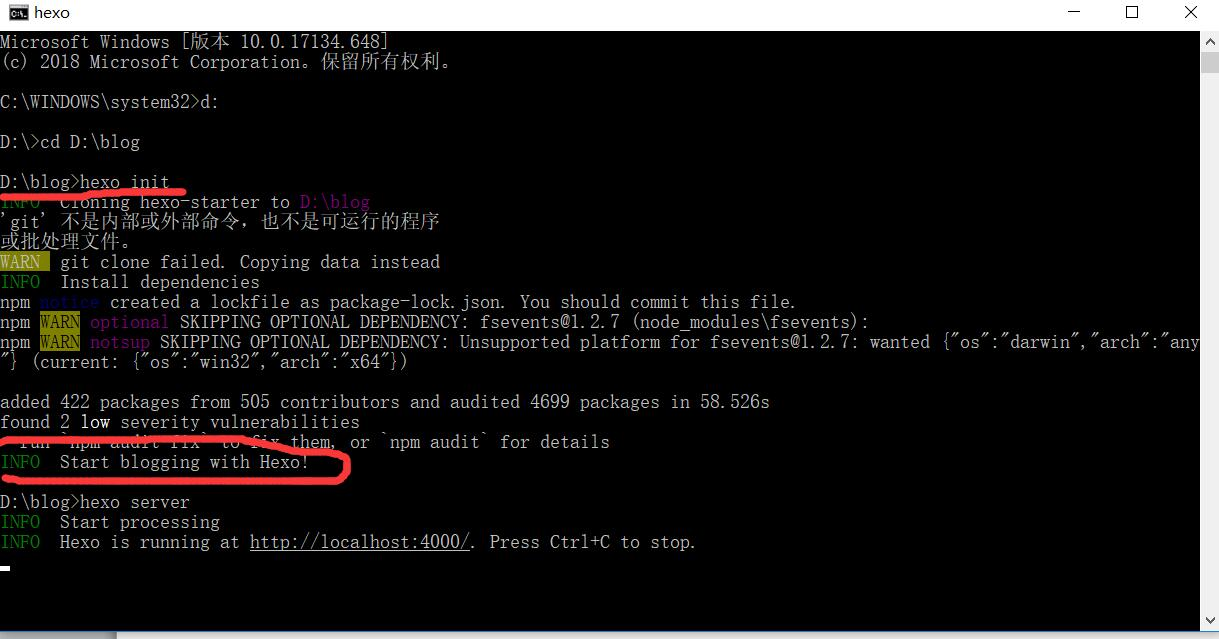 hexo
Microsoft Windows [版本 10.0.17134.648]
(c) 2018 Microsoft Corporation。保留所有权利。
C:\WINDOWS\system32>d:
D:\>cd D:\blog
D:\blog>hexo init
INFO  Cloning hexo-starter to D:\blog
'git' 不是内部或外部命令，也不是可运行的程序
或批处理文件。
WARN  git clone failed. Copying data instead
INFO  Install dependencies
npm notice created a lockfile as package-lock.json. You should commit this file.
npm WARN optional SKIPPING OPTIONAL DEPENDENCY: fsevents@1.2.7 (node_modules\fsevents):
npm WARN notsup SKIPPING OPTIONAL DEPENDENCY: Unsupported platform for fsevents@1.2.7: wanted {"os":"darwin","arch":"any
"} (current: {"os":"win32","arch":"x64"})
added 422 packages from 505 contributors and audited 4699 packages in 58.526s
found 2 low severity vulnerabilities
run `npm audit fix` to fix them, or `npm audit` for details
INFO  Start blogging with Hexo!
D:\blog>hexo server
INFO  Start processing
INFO  Hexo is running at http://localhost:4000/. Press Ctrl+C to stop.